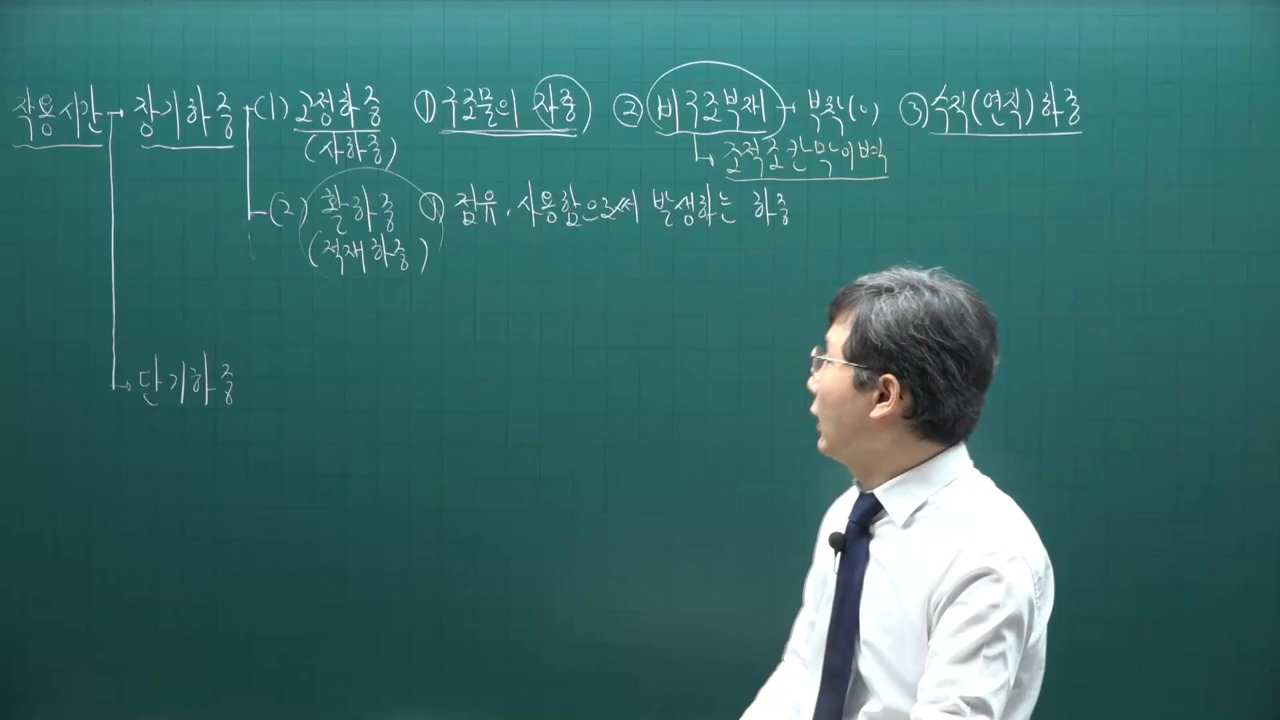 작용시간 → 장기하중 (1) 고정하중 ① 구조물의 자중 ② 비구조부재 → 부착(0) ③ 수직(연직)하중
(사하중) → 조적조 칸막이벽
(2) 활하중 ① 점유, 사용함으로써 발생하는 하중
(적재하중)
→ 단기하중